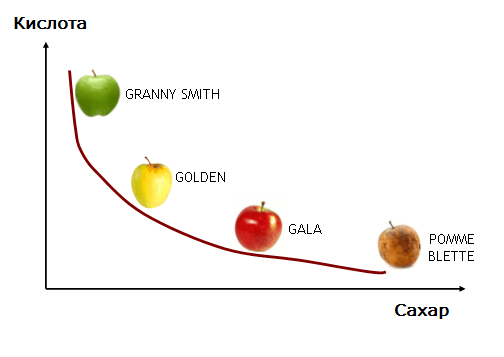 Кислота
GRANNY SMITH
GOLDEN
GALA
POMME
BLETTE
Сахар